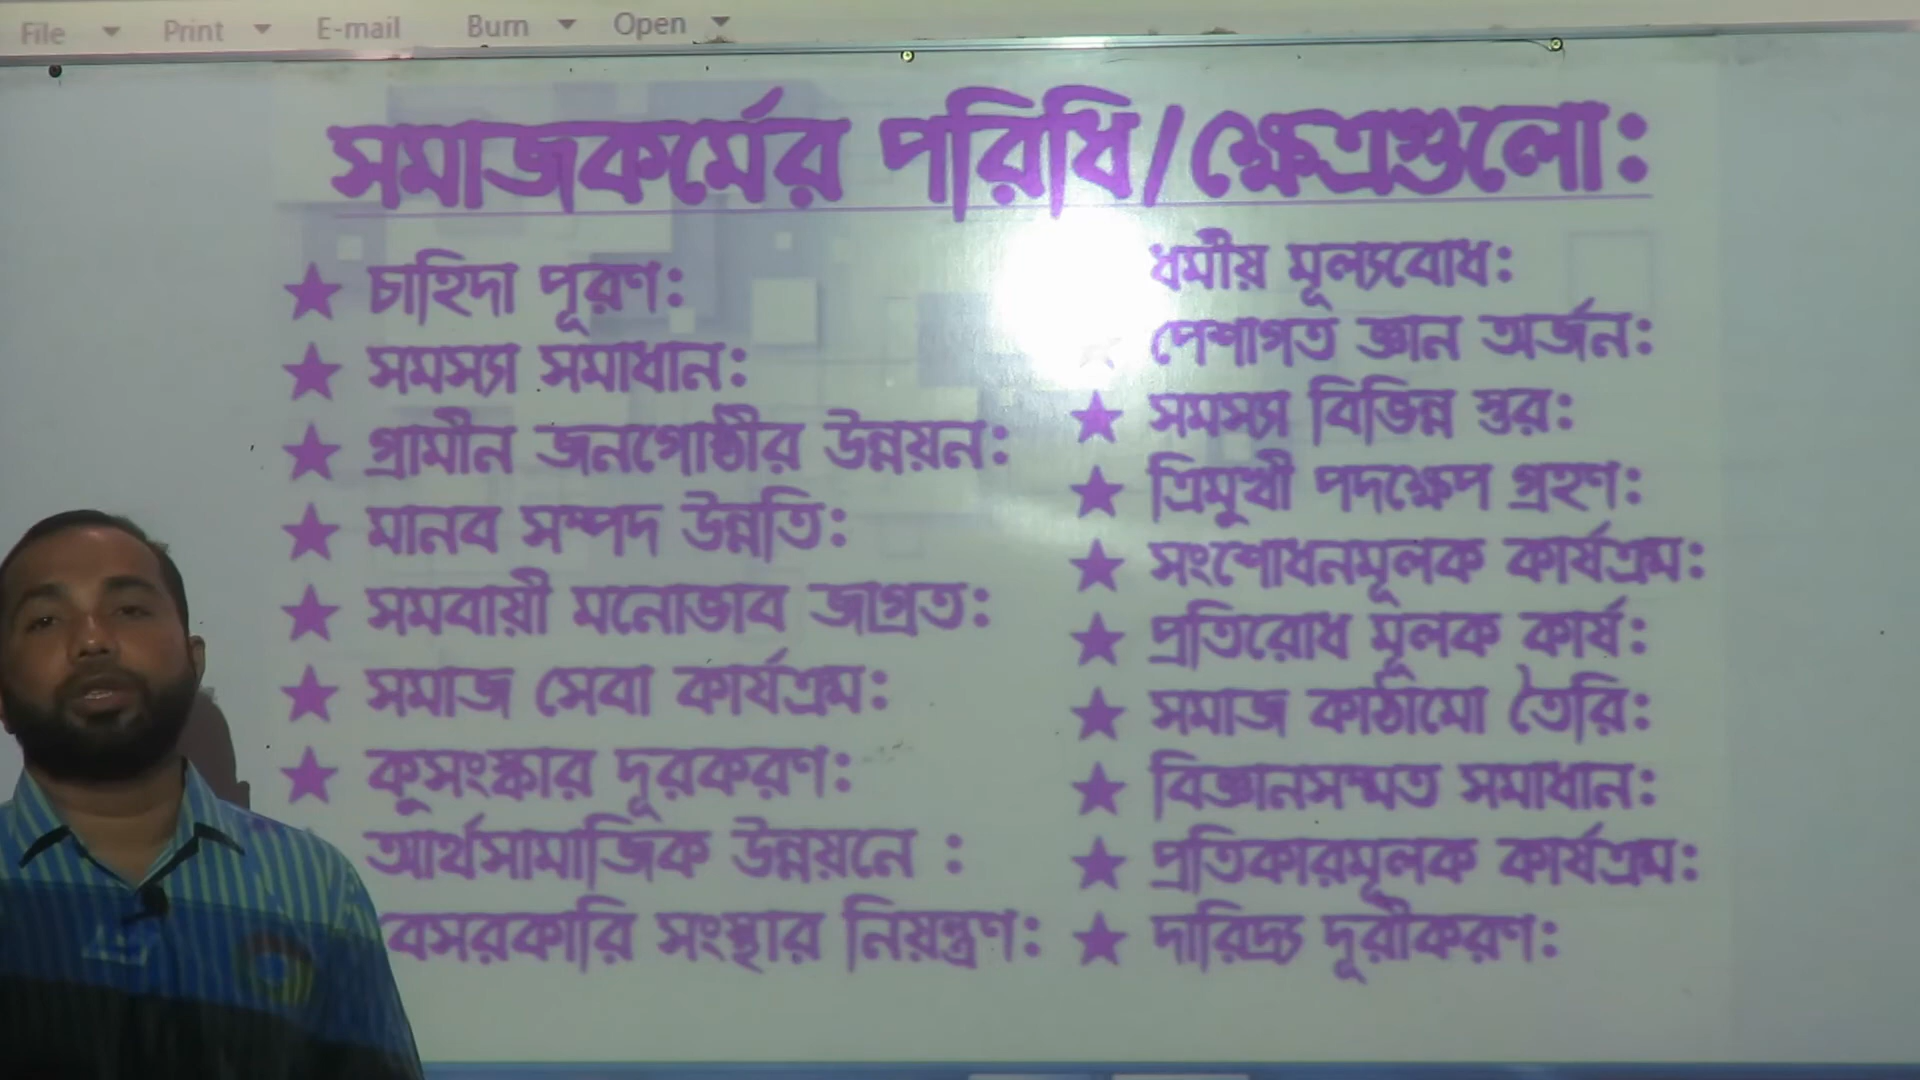 File Print E-mail Burn Open
সমাজকর্মের পরিধি/ক্ষেত্রগুলো:
★ চাহিদা পূরণ:
★ সমস্যা সমাধান:
★ গ্রামীন জনগোষ্ঠীর উন্নয়ন:
★ মানব সম্পদ উন্নতি:
★ সমবায়ী মনোভাব জাগ্রত:
★ সমাজ সেবা কার্যক্রম:
★ কুসংস্কার দূরকরণ:
আর্থসামাজিক উন্নয়নে :
বেসরকারি সংস্থার নিয়ন্ত্রণ:
ধর্মীয় মূল্যবোধ:
★ পেশাগত জ্ঞান অর্জন:
★ সমস্যা বিভিন্ন স্তর:
★ ত্রিমুখী পদক্ষেপ গ্রহণ:
★ সংশোধনমূলক কার্যক্রম:
★ প্রতিরোধ মূলক কার্য:
★ সমাজ কাঠামো তৈরি:
★ বিজ্ঞানসম্মত সমাধান:
★ প্রতিকারমূলক কার্যক্রম:
★ দারিদ্র্য দূরীকরণ: